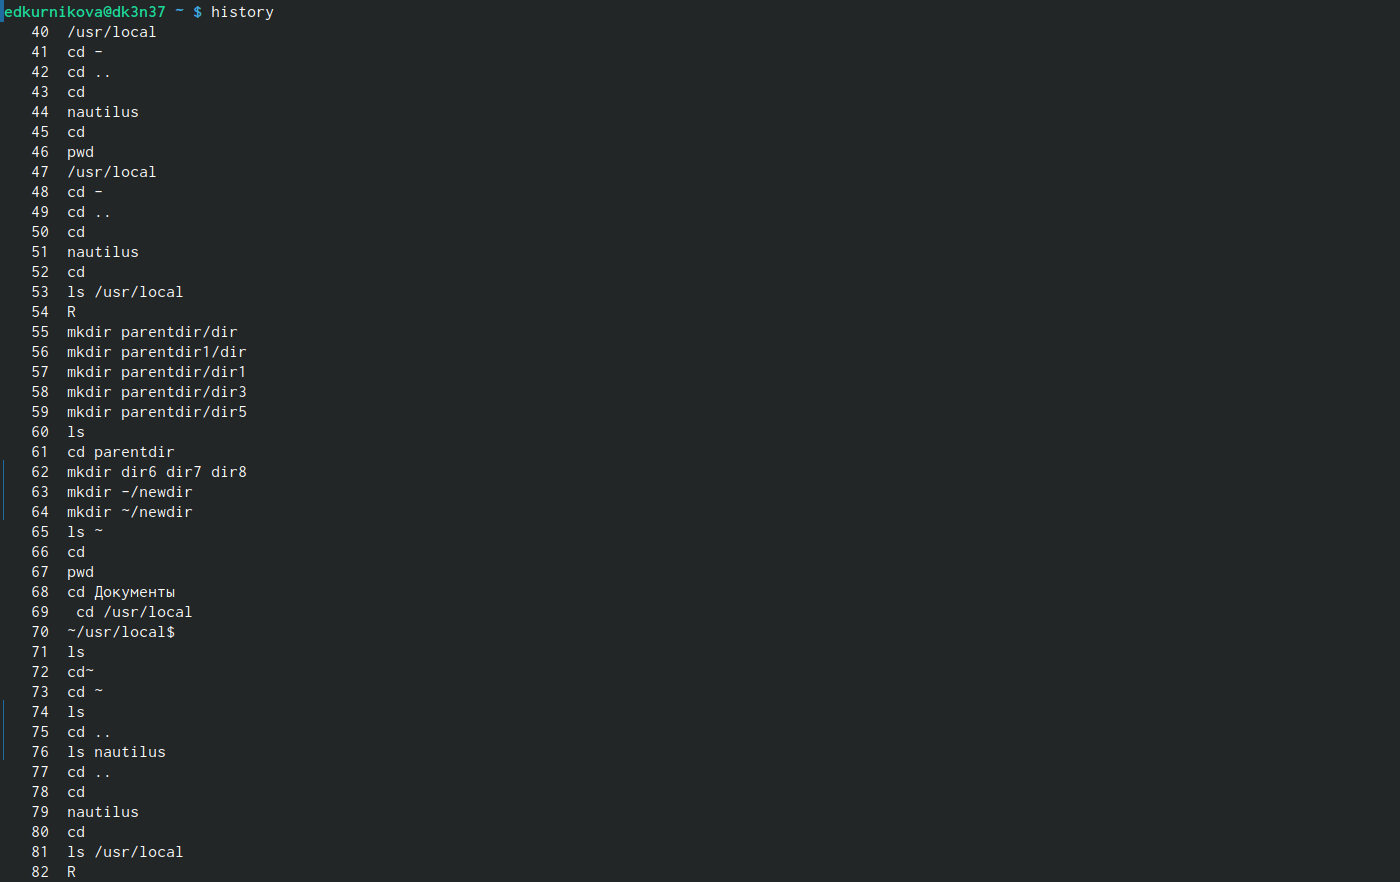 edkurnikova@dk3n37 ~ $ history
40 /usr/local
41 cd -
42 cd ..
43 cd
44 nautilus
45 cd
46 pwd
47 /usr/local
48 cd -
49 cd ..
50 cd
51 nautilus
52 cd
53 ls /usr/local
54 R
55 mkdir parentdir/dir
56 mkdir parentdir1/dir
57 mkdir parentdir/dir1
58 mkdir parentdir/dir3
59 mkdir parentdir/dir5
60 ls
61 cd parentdir
62 mkdir dir6 dir7 dir8
63 mkdir -/newdir
64 mkdir ~/newdir
65 ls ~
66 cd
67 pwd
68 cd Документы
69  cd /usr/local
70 ~/usr/local$
71 ls
72 cd~
73 cd ~
74 ls
75 cd ..
76 ls nautilus
77 cd ..
78 cd
79 nautilus
80 cd
81 ls /usr/local
82 R